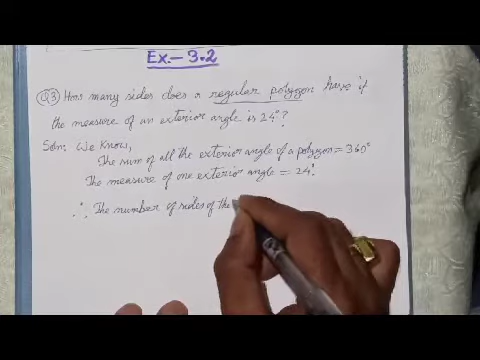 Ex.- 3.2
Q3) How many sides does a regular polygon have if
the measure of an exterior angle is 24°?
Soln: We know,
The sum of all the exterior angle of a polygon = 360°
The measure of one exterior angle = 24°.
∴ The number of sides of the